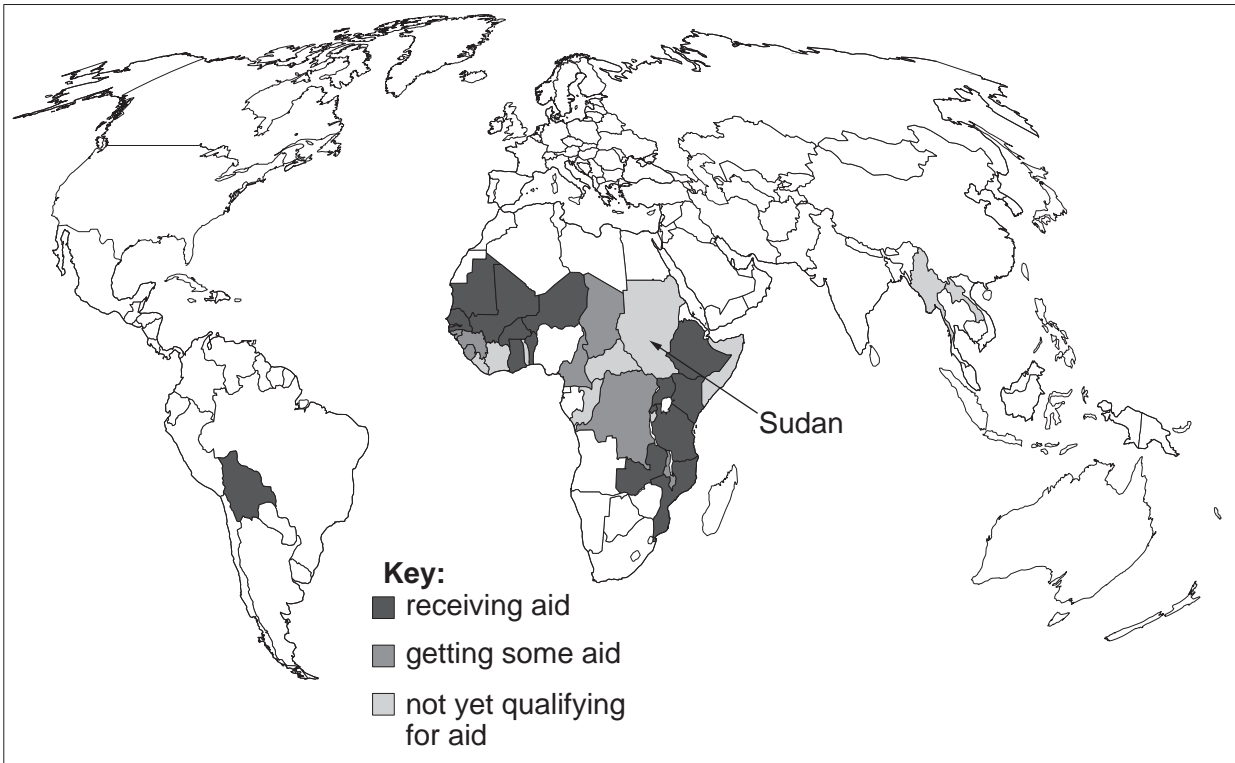 Sudan
Key:
receiving aid
getting some aid
not yet qualifying
for aid